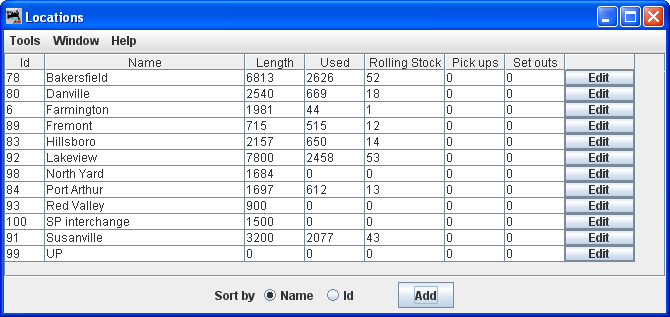 Locations
Tools Window Help
Id Name Length Used Rolling Stock Pick ups Set outs
78 Bakersfield 6813 2626 52 0 0 Edit
80 Danville 2540 669 18 0 0 Edit
6 Farmington 1981 44 1 0 0 Edit
89 Fremont 715 515 12 0 0 Edit
83 Hillsboro 2157 650 14 0 0 Edit
92 Lakeview 7800 2458 53 0 0 Edit
98 North Yard 1684 0 0 0 0 Edit
84 Port Arthur 1697 612 13 0 0 Edit
93 Red Valley 900 0 0 0 0 Edit
100 SP interchange 1500 0 0 0 0 Edit
91 Susanville 3200 2077 43 0 0 Edit
99 UP 0 0 0 0 0 Edit
Sort by Name Id Add